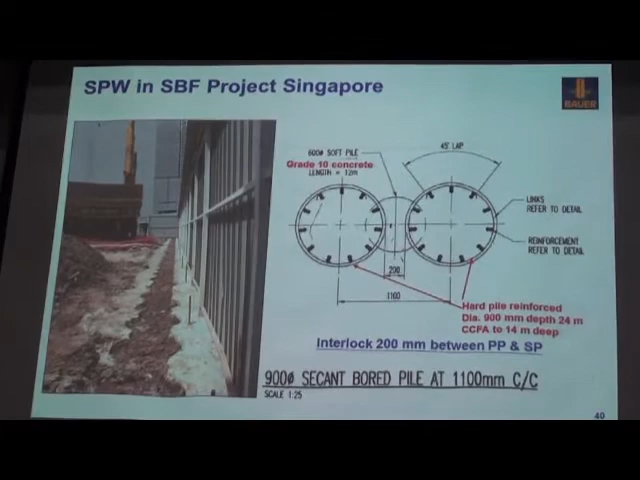 SPW in SBF Project Singapore
BAUER
600ø SOFT PILE
Grade 10 concrete
LENGTH = 12m
45° LAP
LINKS
REFER TO DETAIL
REINFORCEMENT
REFER TO DETAIL
200
1100
Hard pile reinforced
Dia. 900 mm depth 24 m
CCFA to 14 m deep
Interlock 200 mm between PP & SP
900ø SECANT BORED PILE AT 1100mm C/C
SCALE 1:25
40